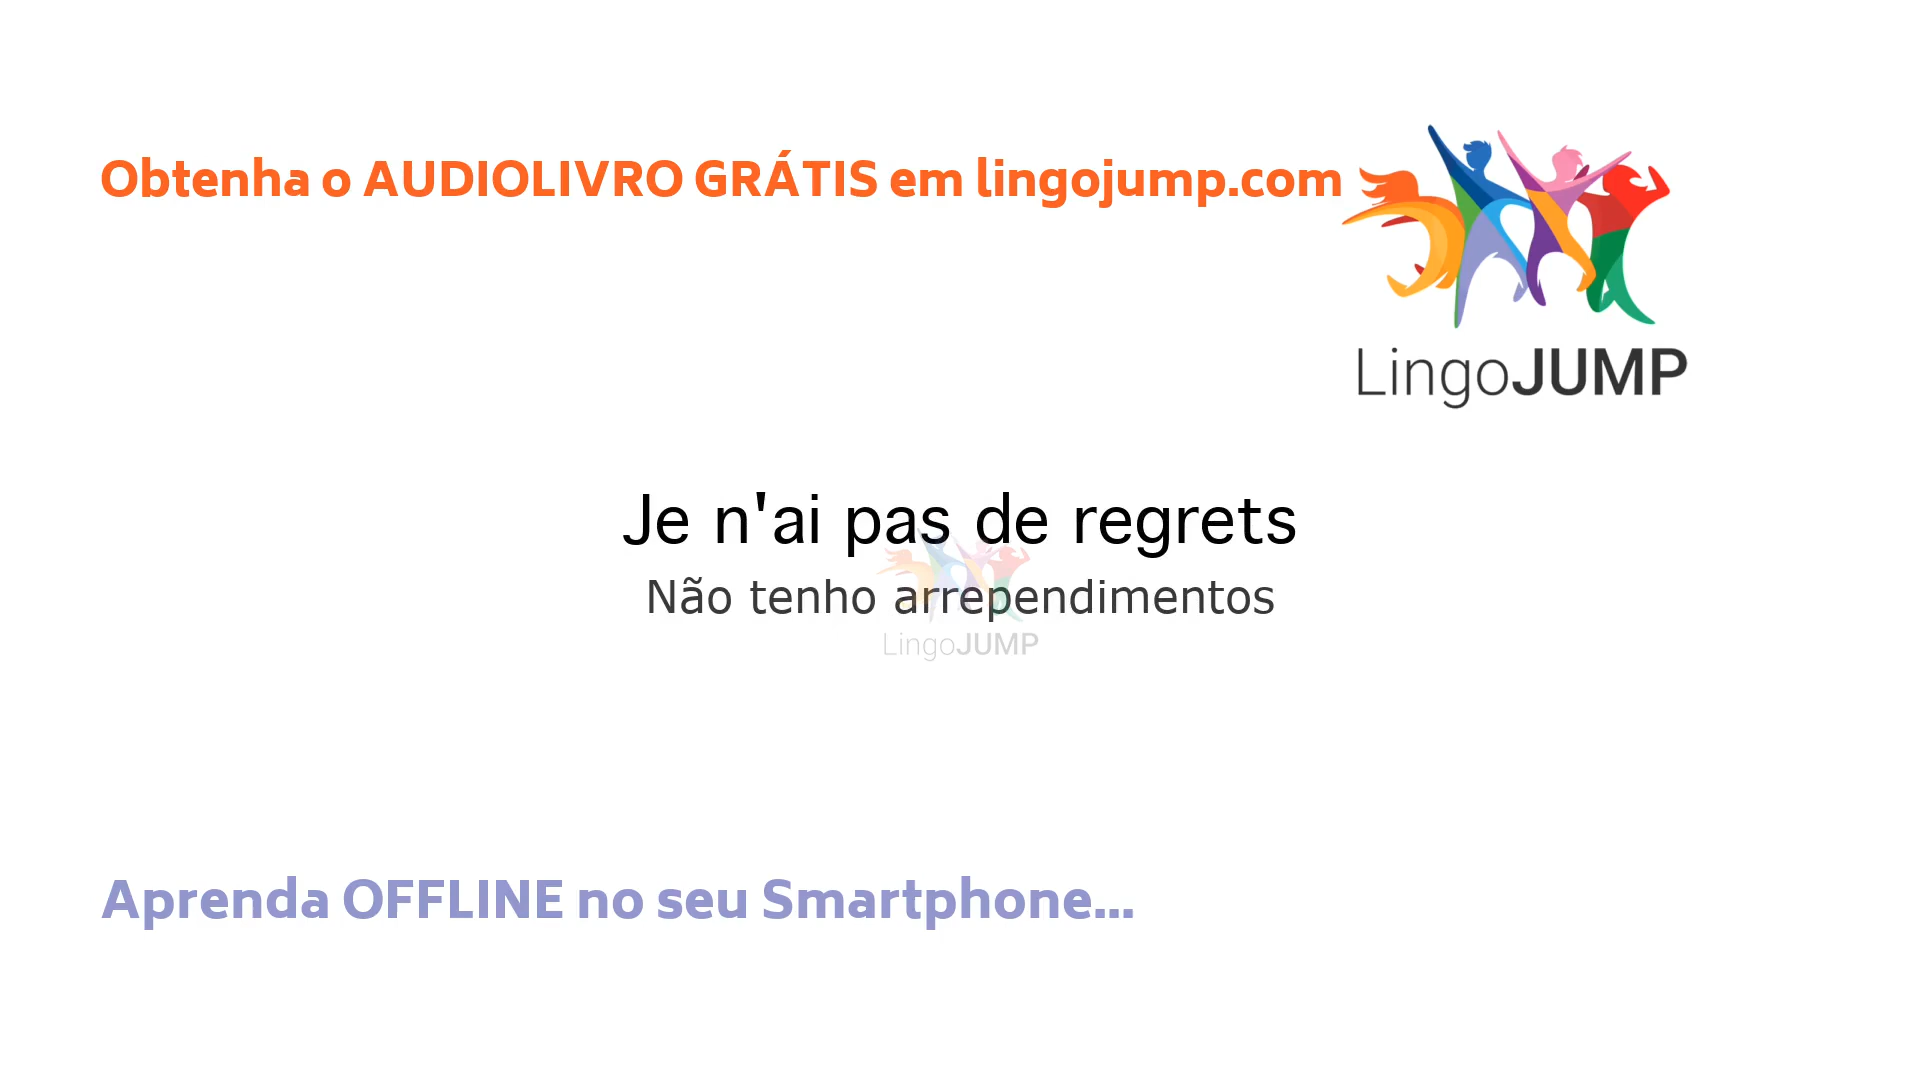 Obtenha o AUDIOLIVRO GRÁTIS em lingojump.com
LingoJUMP
Je n'ai pas de regrets
Não tenho arrependimentos
LingoJUMP
Aprenda OFFLINE no seu Smartphone...